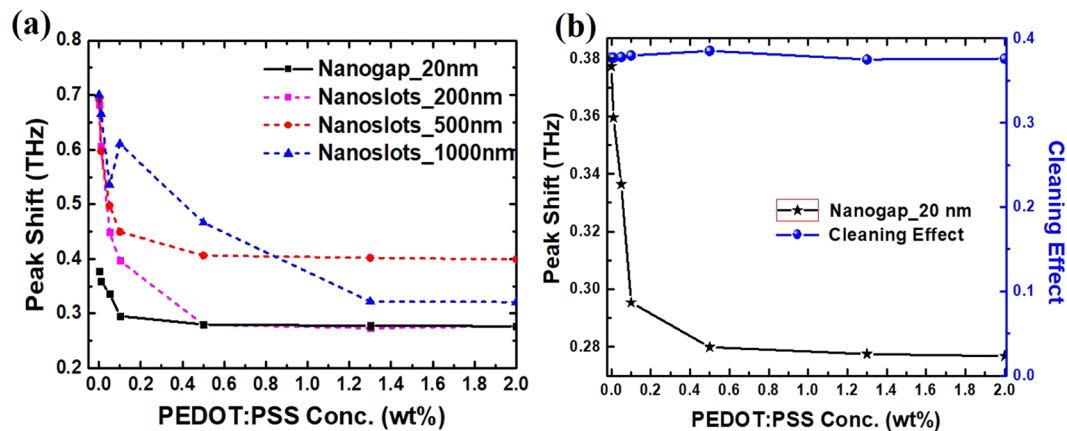 (a)
Peak Shift (THz)
0.8
0.7
0.6
0.5
0.4
0.3
0.2
Nanogap_20nm
Nanoslots_200nm
Nanoslots_500nm
Nanoslots_1000nm
0.0 0.2 0.4 0.6 0.8 1.0 1.2 1.4 1.6 1.8 2.0
PEDOT:PSS Conc. (wt%)
(b)
Peak Shift (THz)
0.38
0.36
0.34
0.32
0.30
0.28
Nanogap_20 nm
Cleaning Effect
0.4
0.3
0.2
0.1
0.0
Cleaning Effect
0.0 0.2 0.4 0.6 0.8 1.0 1.2 1.4 1.6 1.8 2.0
PEDOT:PSS Conc. (wt%)